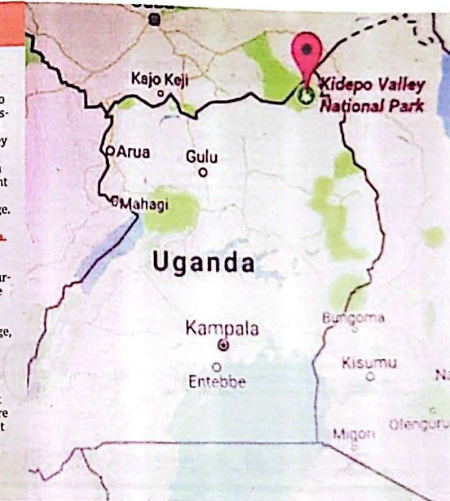 Kajo Keji
Kidepo Valley
National Park
Arua
Gulu
Mahagi
Uganda
Kampala
Entebbe
Bungoma
Kisumu
Migori